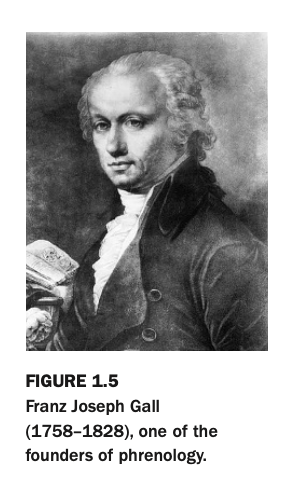 FIGURE 1.5
Franz Joseph Gall
(1758–1828), one of the
founders of phrenology.